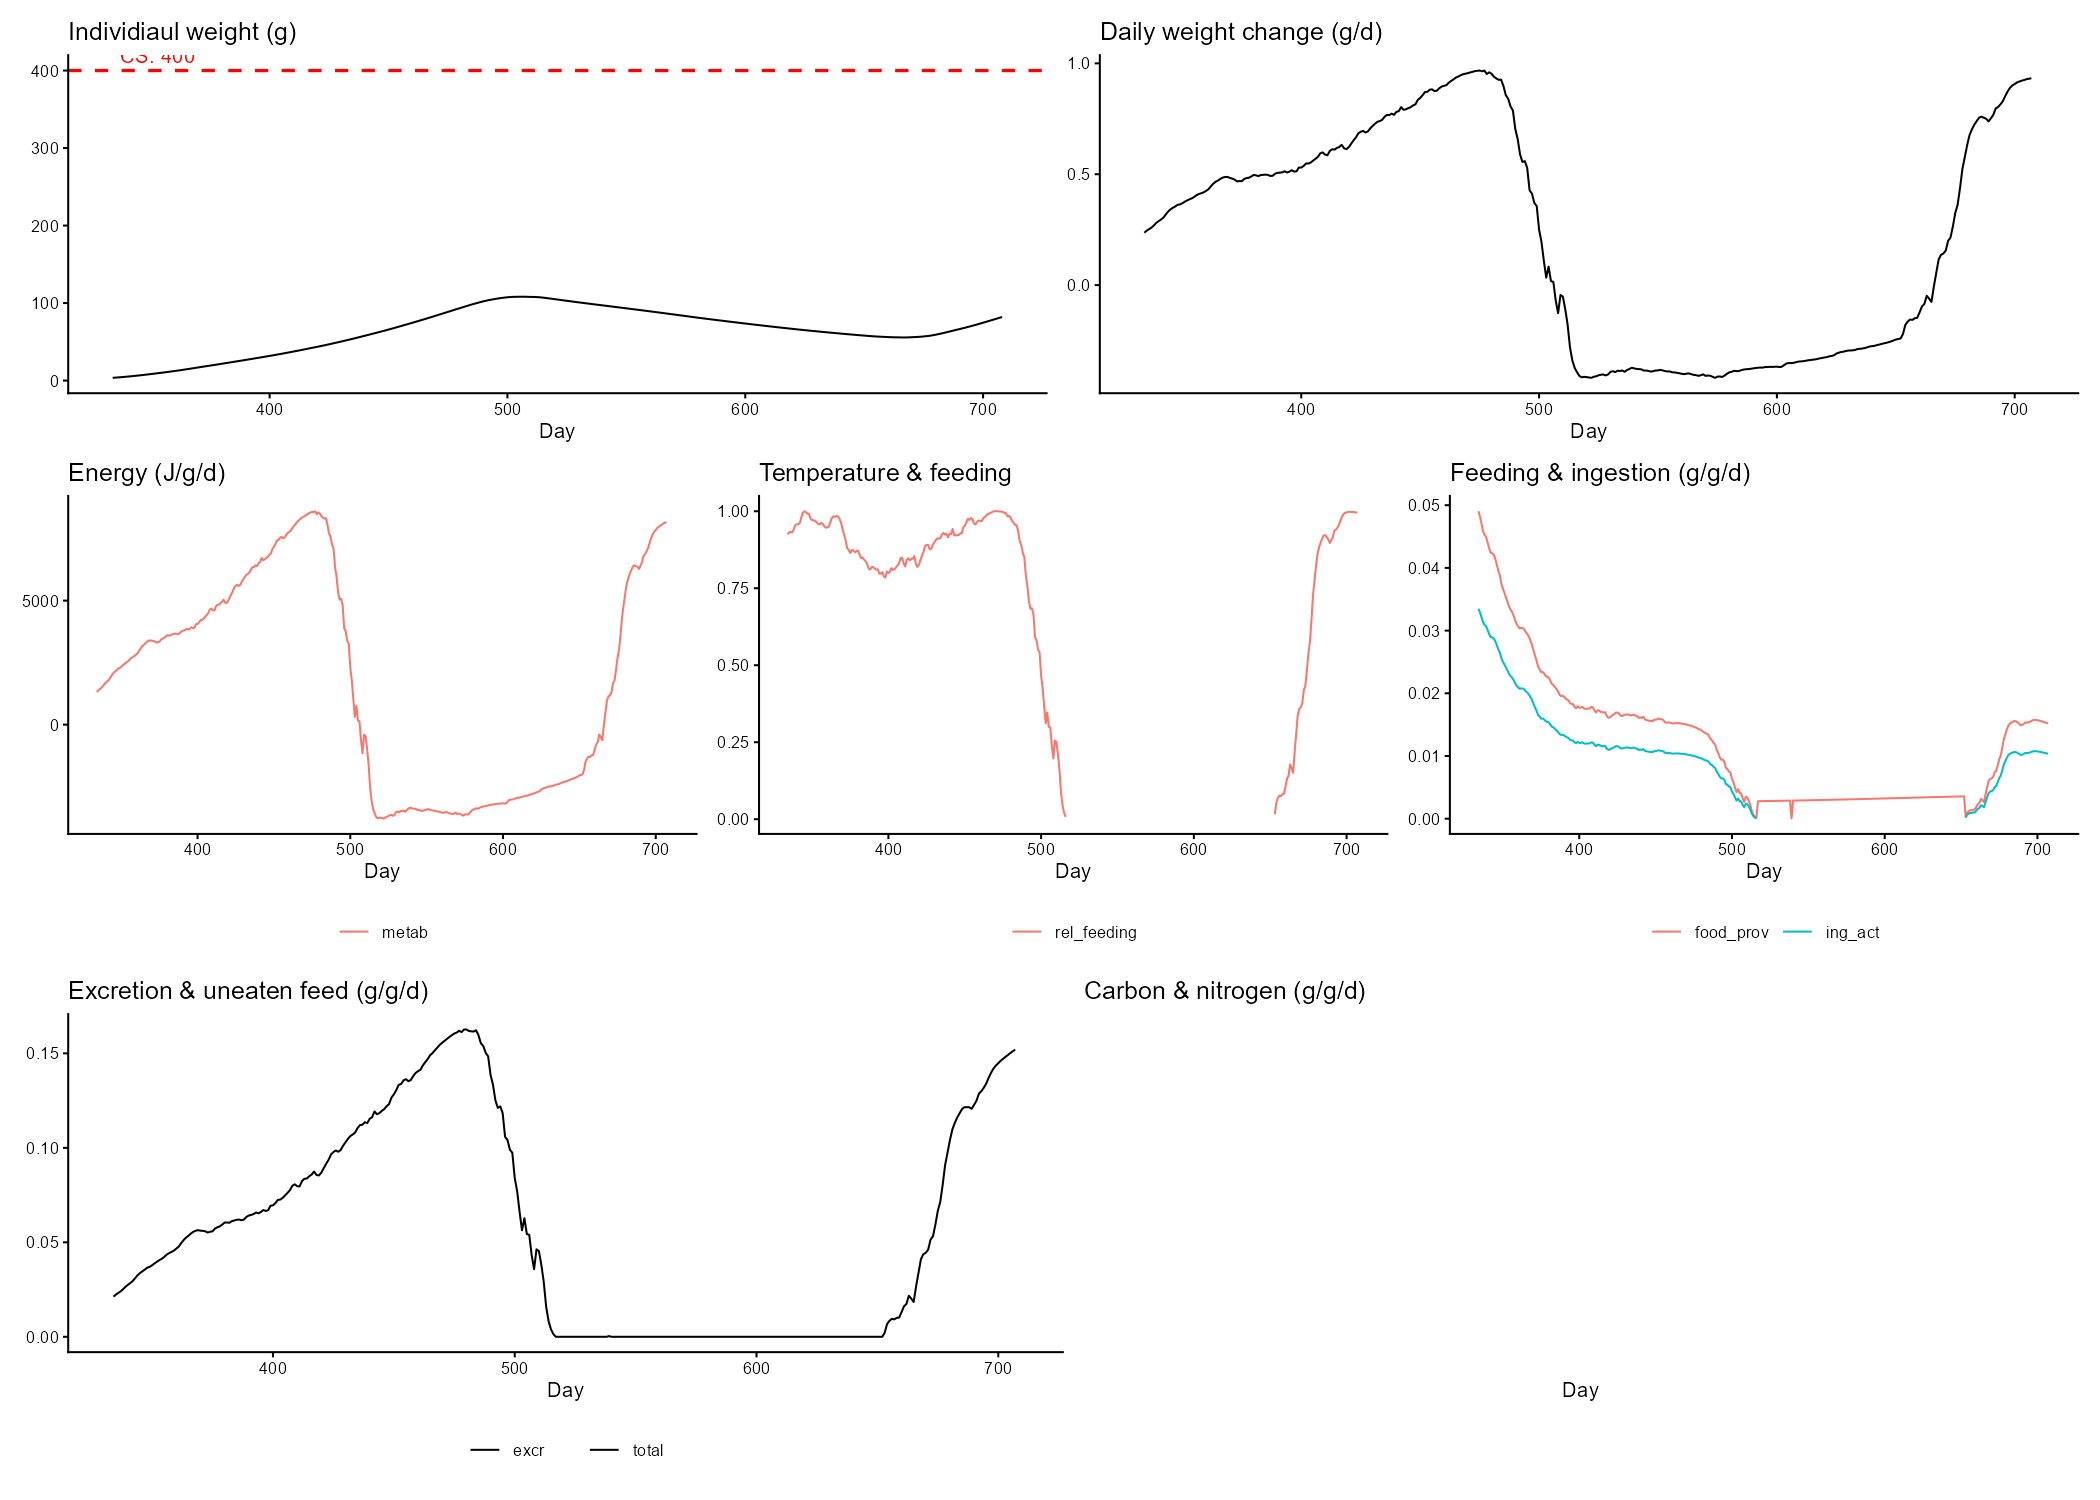 Individiaul weight (g)
CS: 400
400
300
200
100
0
400 500 600 700
Day
Daily weight change (g/d)
1.0
0.5
0.0
400 500 600 700
Day
Energy (J/g/d)
5000
0
400 500 600 700
Day
metab
Temperature & feeding
1.00
0.75
0.50
0.25
0.00
400 500 600 700
Day
rel_feeding
Feeding & ingestion (g/g/d)
0.05
0.04
0.03
0.02
0.01
0.00
400 500 600 700
Day
food_prov ing_act
Excretion & uneaten feed (g/g/d)
0.15
0.10
0.05
0.00
400 500 600 700
Day
excr total
Carbon & nitrogen (g/g/d)
Day